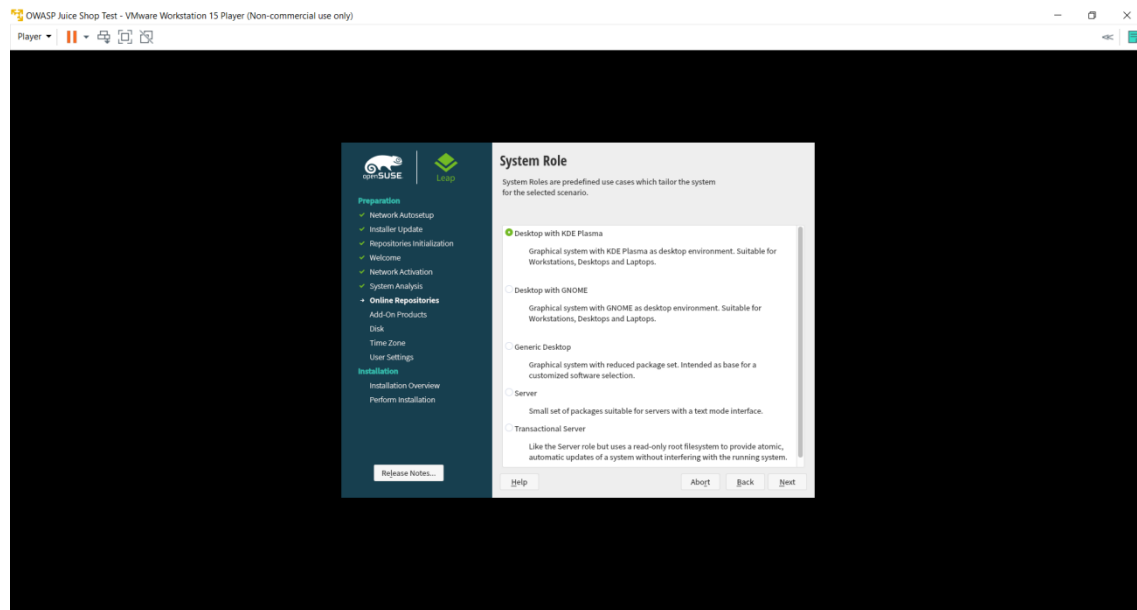 OWASP Juice Shop Test - VMware Workstation 15 Player (Non-commercial use only)
Player
openSUSE
Leap
Preparation
Network Autosetup
Installer Update
Repositories Initialization
Welcome
Network Activation
System Analysis
Online Repositories
Add-On Products
Disk
Time Zone
User Settings
Installation
Installation Overview
Perform Installation
Release Notes...
System Role
System Roles are predefined use cases which tailor the system
for the selected scenario.
Desktop with KDE Plasma
Graphical system with KDE Plasma as desktop environment. Suitable for
Workstations, Desktops and Laptops.
Desktop with GNOME
Graphical system with GNOME as desktop environment. Suitable for
Workstations, Desktops and Laptops.
Generic Desktop
Graphical system with reduced package set. Intended as base for a
customized software selection.
Server
Small set of packages suitable for servers with a text mode interface.
Transactional Server
Like the Server role but uses a read-only root filesystem to provide atomic,
automatic updates of a system without interfering with the running system.
Help
Abort
Back
Next